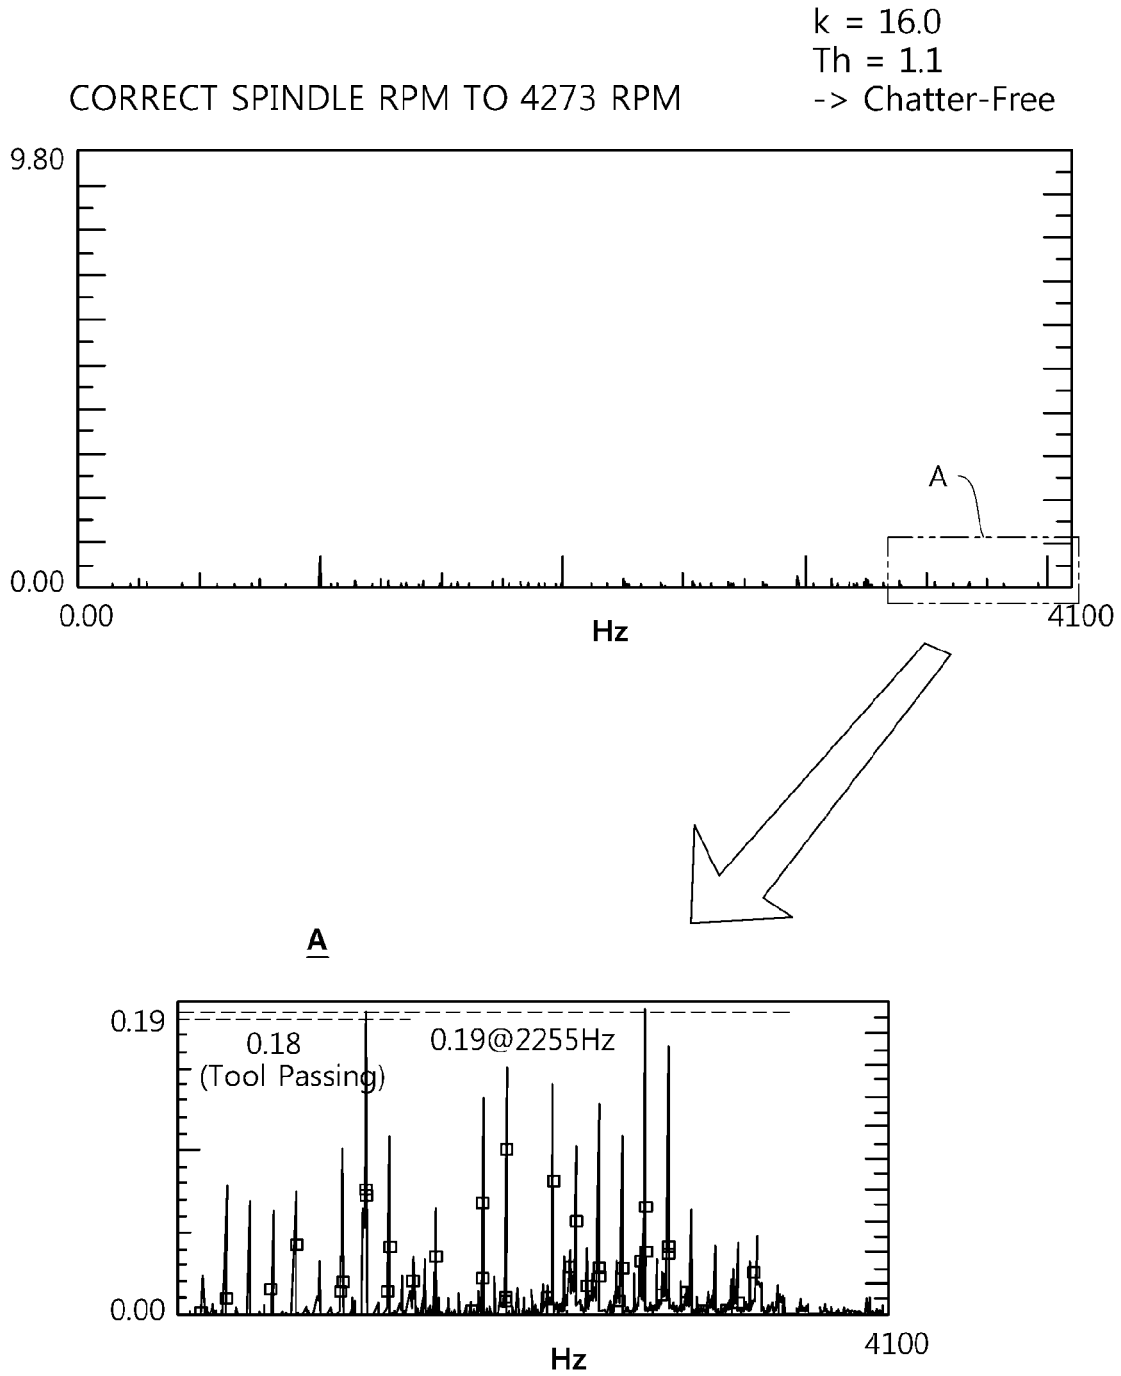 k = 16.0
Th = 1.1
-> Chatter-Free
CORRECT SPINDLE RPM TO 4273 RPM
9.80
A
0.00
0.00
4100
Hz
A
0.19
0.18
(Tool Passing)
0.19@2255Hz
0.00
4100
Hz